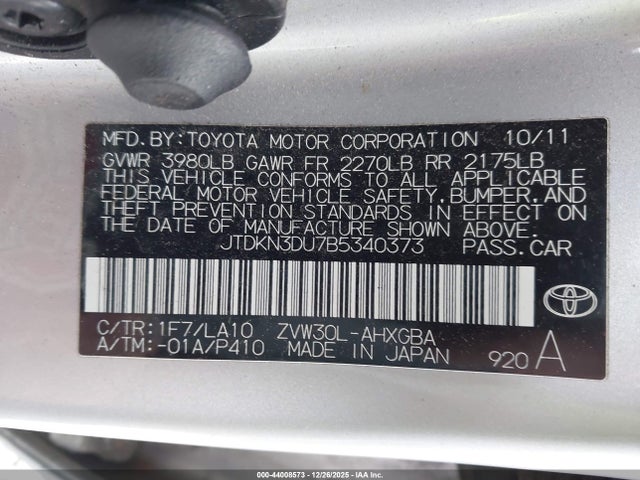 MFD. BY: TOYOTA MOTOR CORPORATION 10/11
GVWR 3980LB GAWR FR 2270LB RR 2175LB
THIS VEHICLE CONFORMS TO ALL APPLICABLE
FEDERAL MOTOR VEHICLE SAFETY, BUMPER, AND
THEFT PREVENTION STANDARDS IN EFFECT ON
THE DATE OF MANUFACTURE SHOWN ABOVE.
JTDKN3DU7B5340373 PASS. CAR
C/TR: 1F7/LA10 ZVW30L-AHXGBA
A/TM: -01A/P410 MADE IN JAPAN 920 A
000-44008573 - 12/26/2025 - IAA Inc.